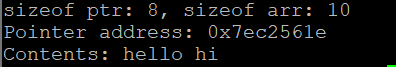 sizeof ptr: 8, sizeof arr: 10
Pointer address: 0x7ec2561e
Contents: hello hi